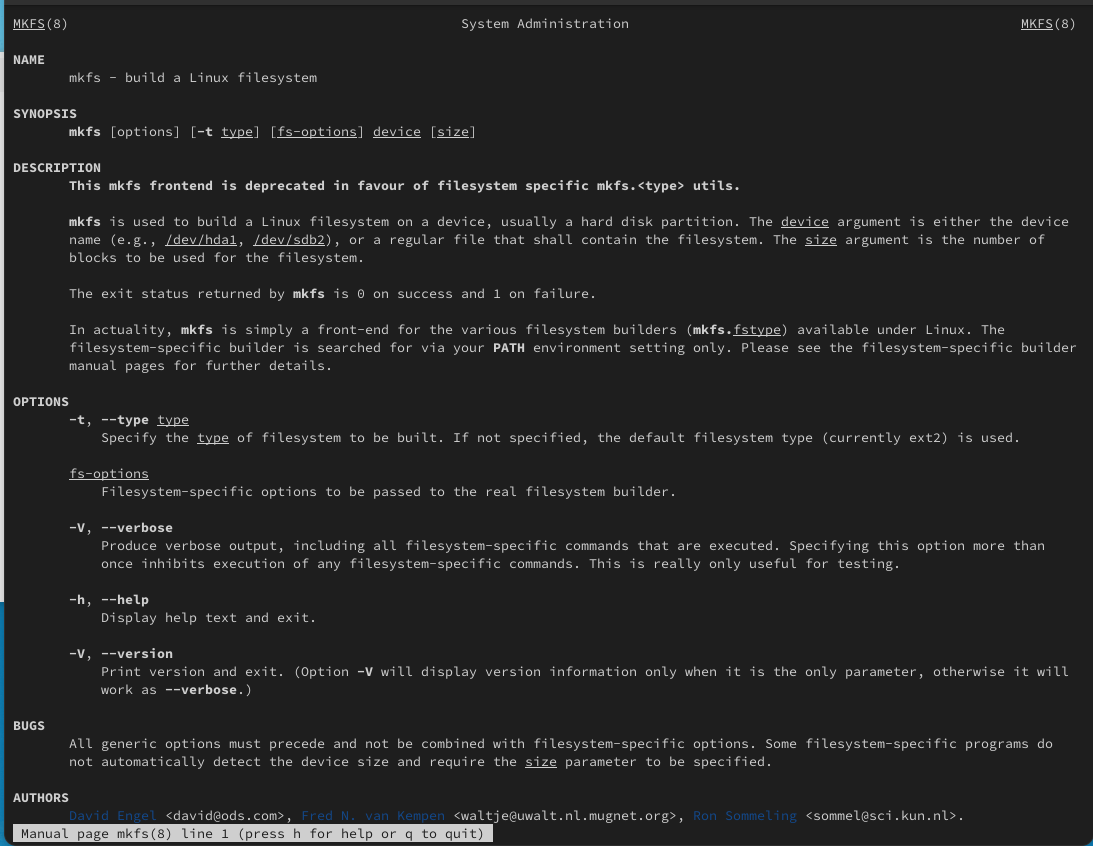 MKFS(8) System Administration MKFS(8)
NAME
mkfs - build a Linux filesystem
SYNOPSIS
mkfs [options] [-t type] [fs-options] device [size]
DESCRIPTION
This mkfs frontend is deprecated in favour of filesystem specific mkfs.<type> utils.
mkfs is used to build a Linux filesystem on a device, usually a hard disk partition. The device argument is either the device
name (e.g., /dev/hda1, /dev/sdb2), or a regular file that shall contain the filesystem. The size argument is the number of
blocks to be used for the filesystem.
The exit status returned by mkfs is 0 on success and 1 on failure.
In actuality, mkfs is simply a front-end for the various filesystem builders (mkfs.fstype) available under Linux. The
filesystem-specific builder is searched for via your PATH environment setting only. Please see the filesystem-specific builder
manual pages for further details.
OPTIONS
-t, --type type
Specify the type of filesystem to be built. If not specified, the default filesystem type (currently ext2) is used.
fs-options
Filesystem-specific options to be passed to the real filesystem builder.
-V, --verbose
Produce verbose output, including all filesystem-specific commands that are executed. Specifying this option more than
once inhibits execution of any filesystem-specific commands. This is really only useful for testing.
-h, --help
Display help text and exit.
-V, --version
Print version and exit. (Option -V will display version information only when it is the only parameter, otherwise it will
work as --verbose.)
BUGS
All generic options must precede and not be combined with filesystem-specific options. Some filesystem-specific programs do
not automatically detect the device size and require the size parameter to be specified.
AUTHORS
David Engel <david@ods.com>, Fred N. van Kempen <waltje@uwalt.nl.mugnet.org>, Ron Sommeling <sommel@sci.kun.nl>.
Manual page mkfs(8) line 1 (press h for help or q to quit)